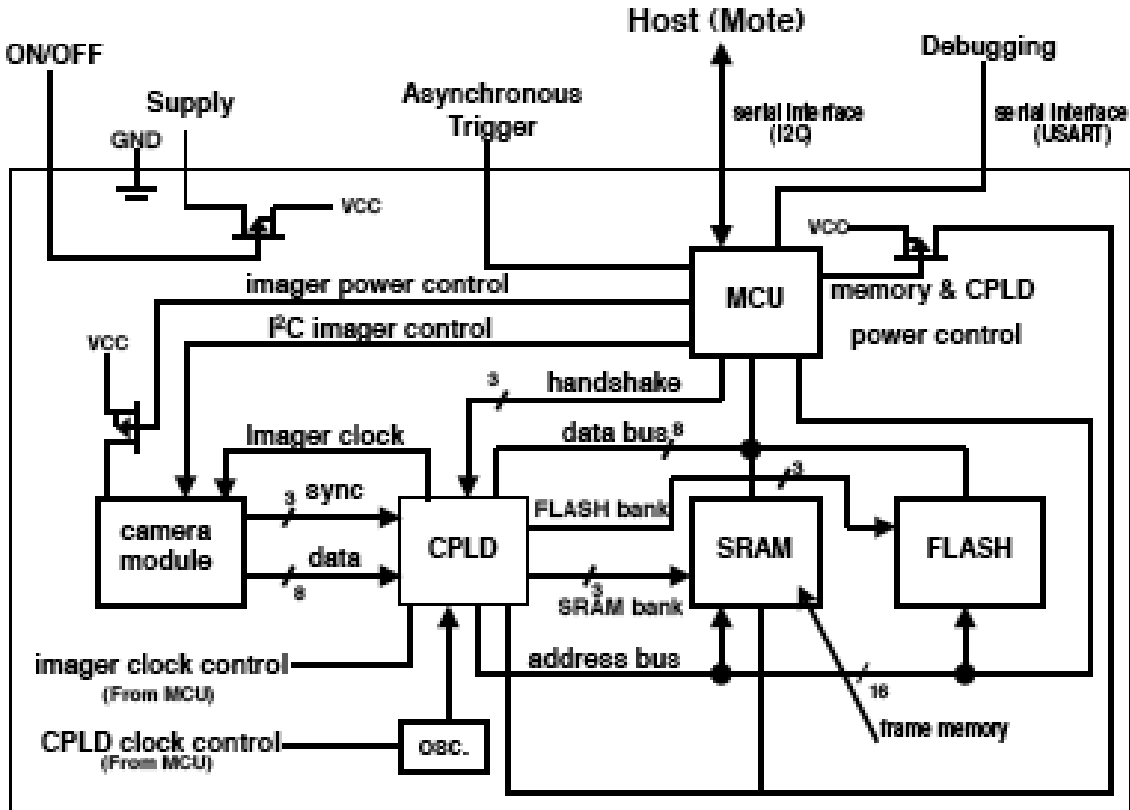 Host (Mote)
ON/OFF
Debugging
Supply
Asynchronous
Trigger
serial interface
(I2C)
serial interface
(USART)
GND
VCC
VCC
MCU
imager power control
memory & CPLD
power control
I²C imager control
VCC
3
handshake
Imager clock
data bus
8
3
sync
3
FLASH bank
camera
module
CPLD
SRAM
FLASH
data
8
3
SRAM bank
imager clock control
(From MCU)
address bus
16
frame memory
CPLD clock control
(From MCU)
osc.